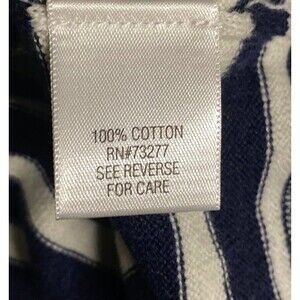 100% COTTON
RN#73277
SEE REVERSE
FOR CARE